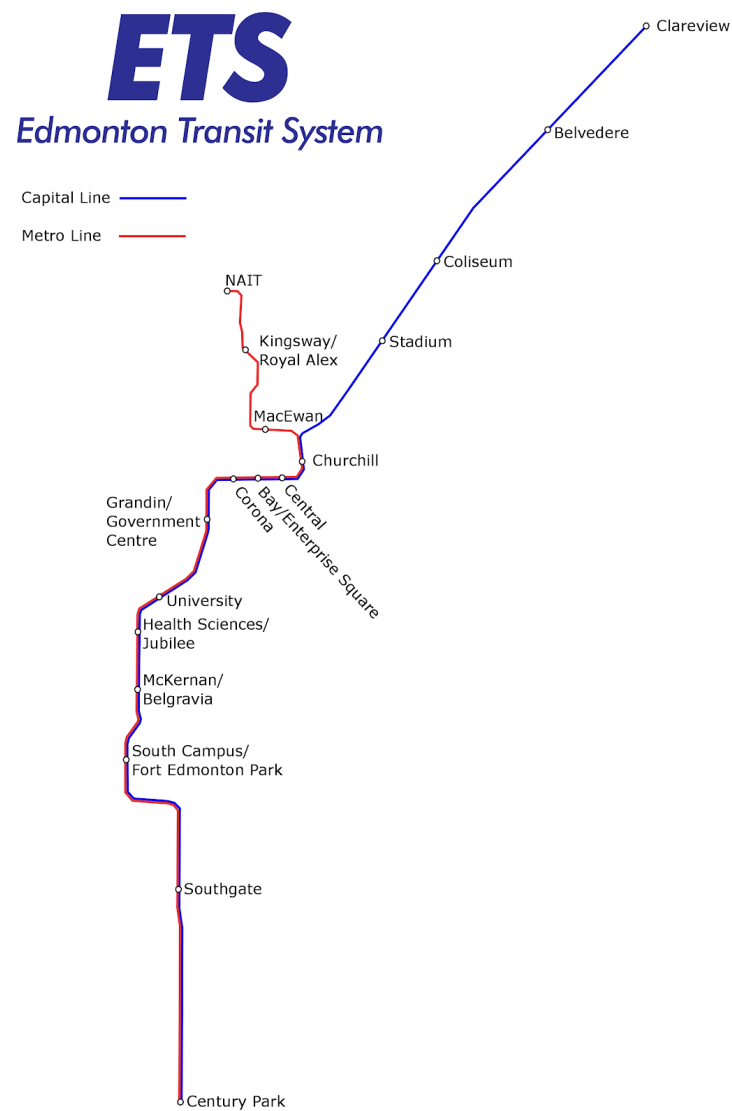 ETS
Edmonton Transit System
Capital Line
Metro Line
Clareview
Belvedere
Coliseum
Stadium
NAIT
Kingsway/
Royal Alex
MacEwan
Churchill
Central
Bay/Enterprise Square
Corona
Grandin/
Government
Centre
University
Health Sciences/
Jubilee
McKernan/
Belgravia
South Campus/
Fort Edmonton Park
Southgate
Century Park